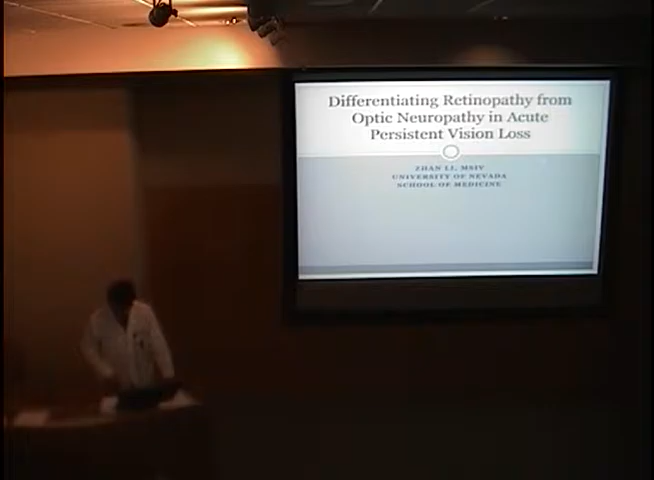 Differentiating Retinopathy from
Optic Neuropathy in Acute
Persistent Vision Loss
ZHAN LI, MSIV
UNIVERSITY OF NEVADA
SCHOOL OF MEDICINE